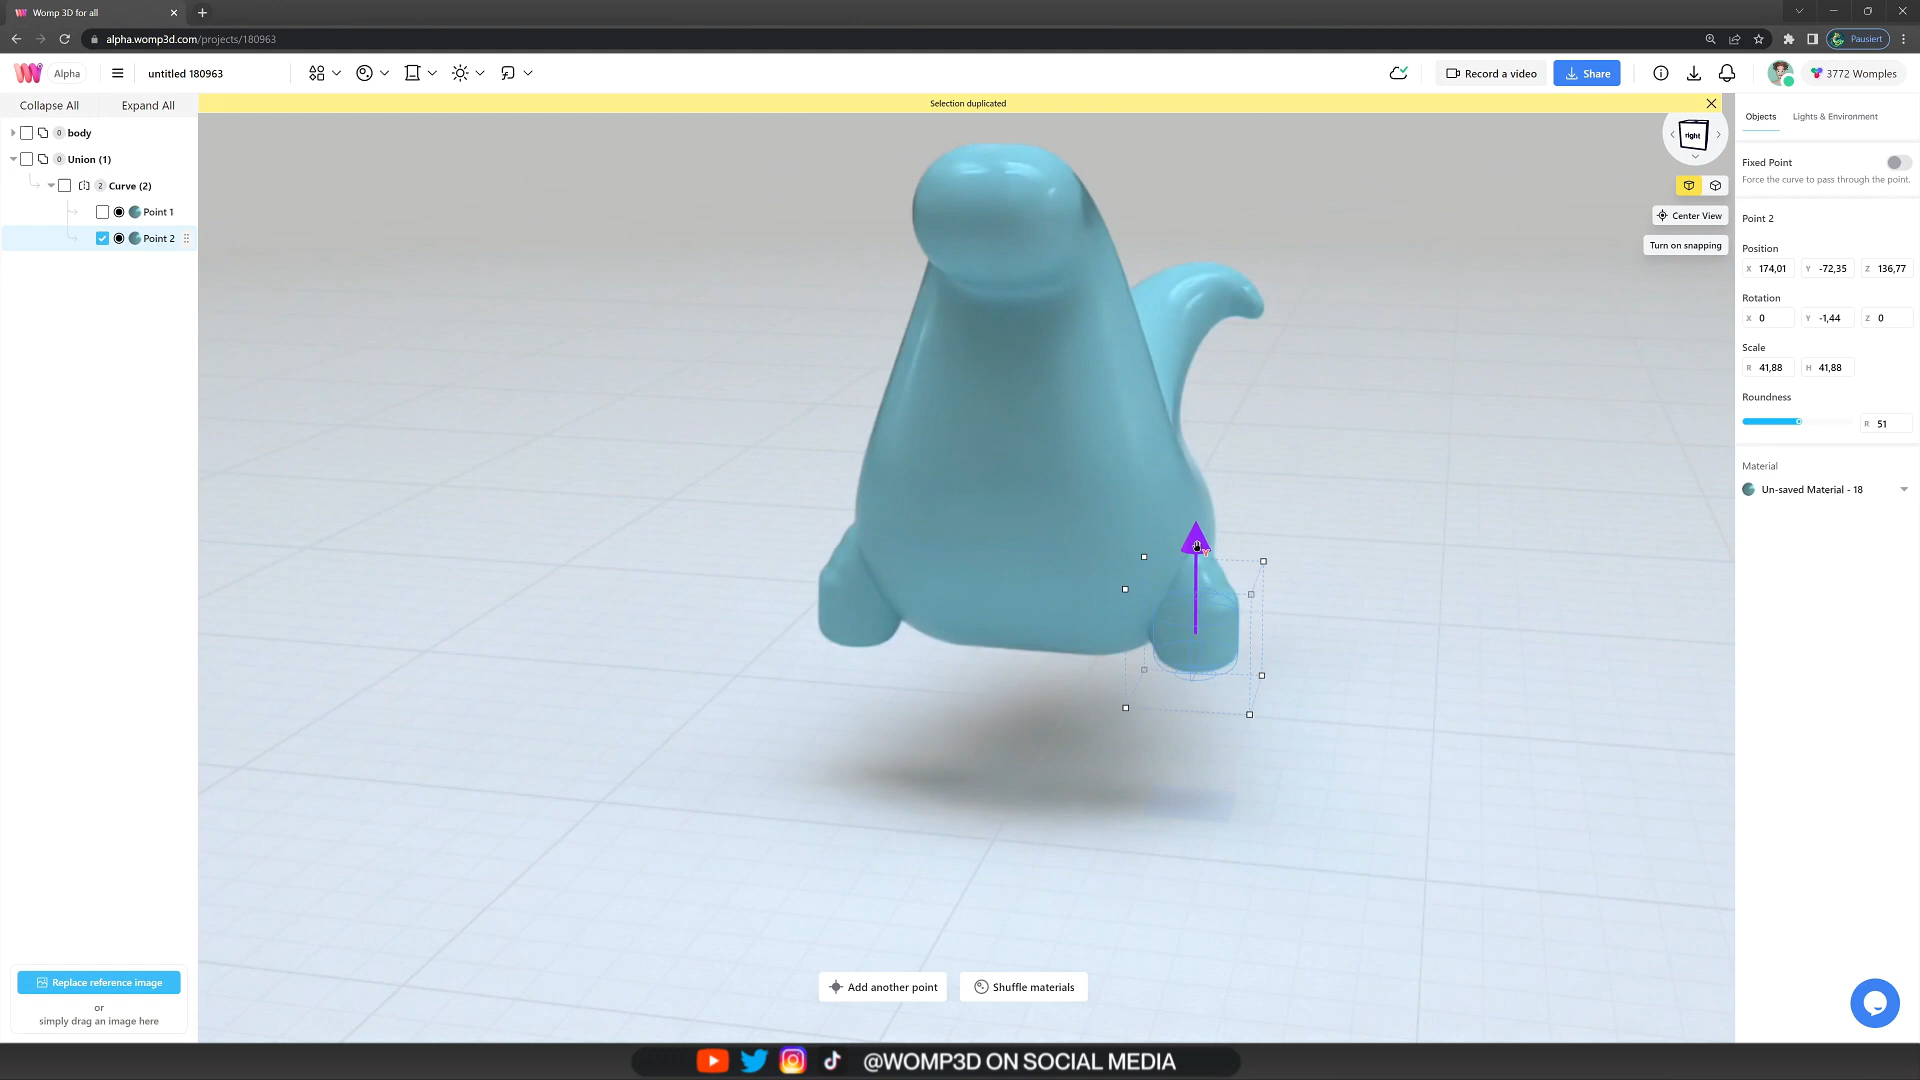 Womp 3D for all
alpha.womp3d.com/projects/180963
Pausiert
Alpha
untitled 180963
Record a video
Share
3772 Womples
Collapse All
Expand All
Selection duplicated
Objects
Lights & Environment
body
0
Union (1)
0
Curve (2)
2
Point 1
Point 2
right
Center View
Turn on snapping
Y
Fixed Point
Force the curve to pass through the point.
Point 2
Position
X 174,01 Y -72,35 Z 136,77
Rotation
X 0 Y -1,44 Z 0
Scale
R 41,88 H 41,88
Roundness
R 51
Material
Un-saved Material - 18
Replace reference image
or
simply drag an image here
Add another point
Shuffle materials
@WOMP3D ON SOCIAL MEDIA